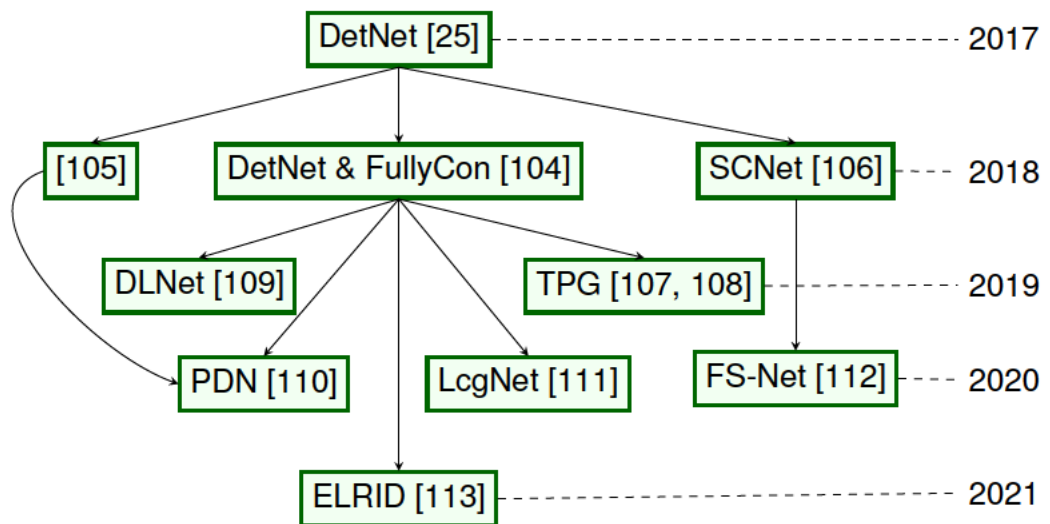 DetNet [25]
2017
[105]
DetNet & FullyCon [104]
SCNet [106]
2018
DLNet [109]
TPG [107, 108]
2019
PDN [110]
LcgNet [111]
FS-Net [112]
2020
ELRID [113]
2021